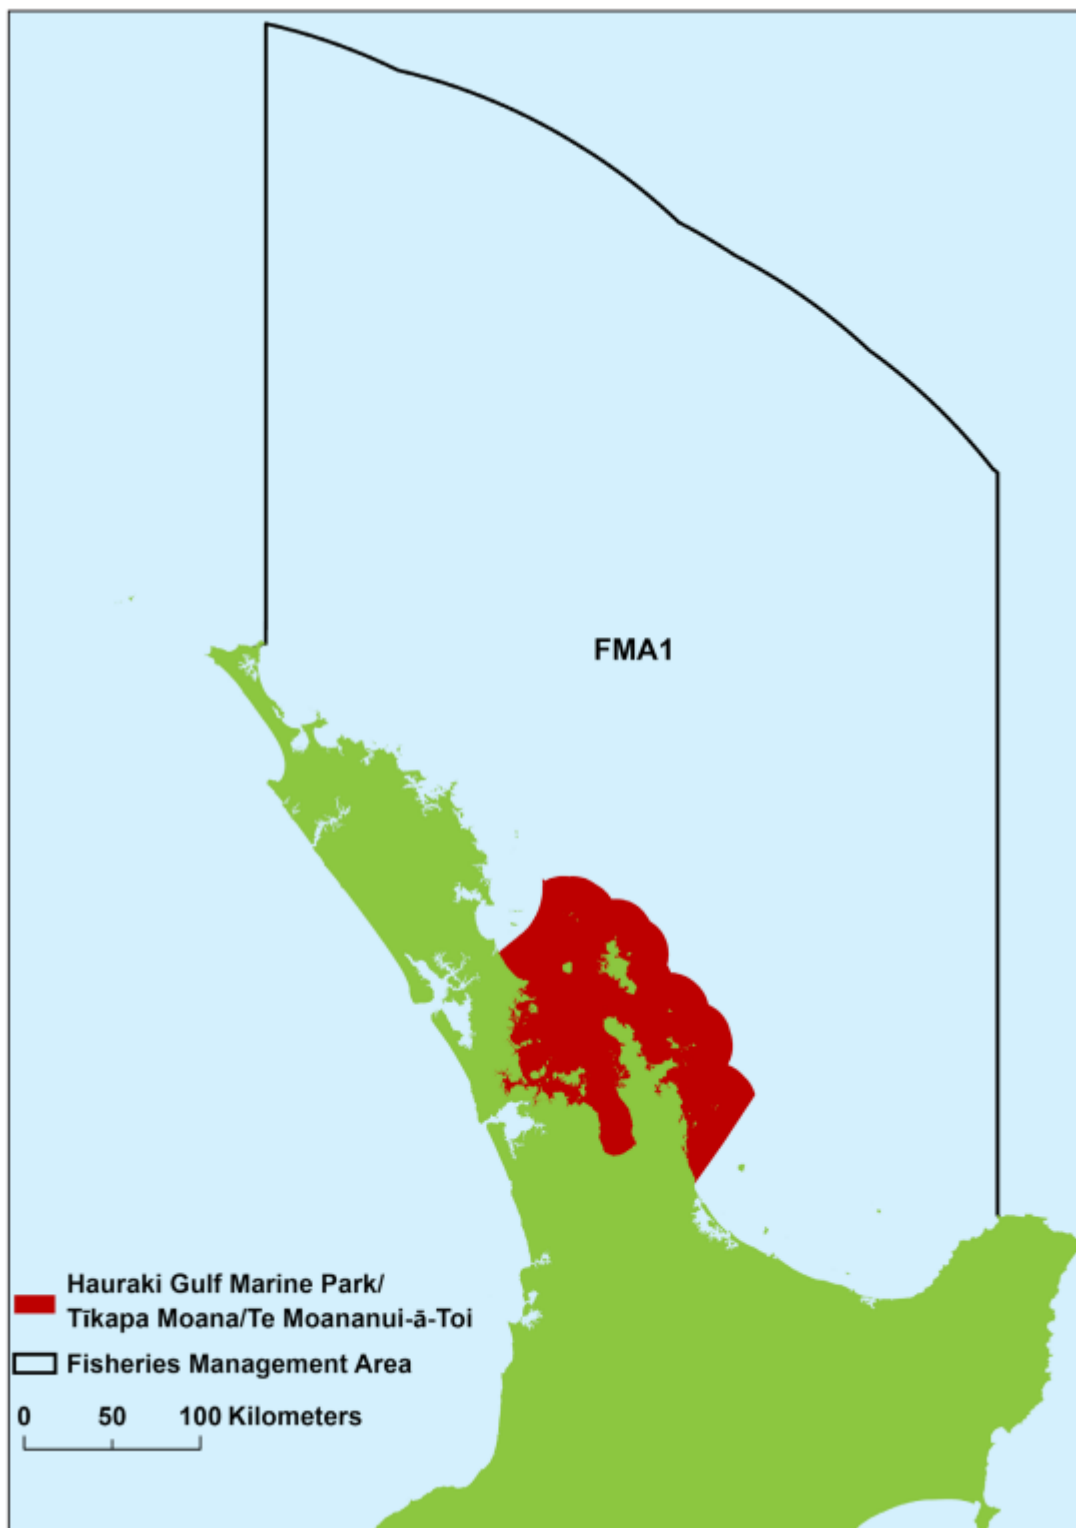 FMA1
Hauraki Gulf Marine Park/
Tīkapa Moana/Te Moananui-ā-Toi
Fisheries Management Area
0 50 100 Kilometers